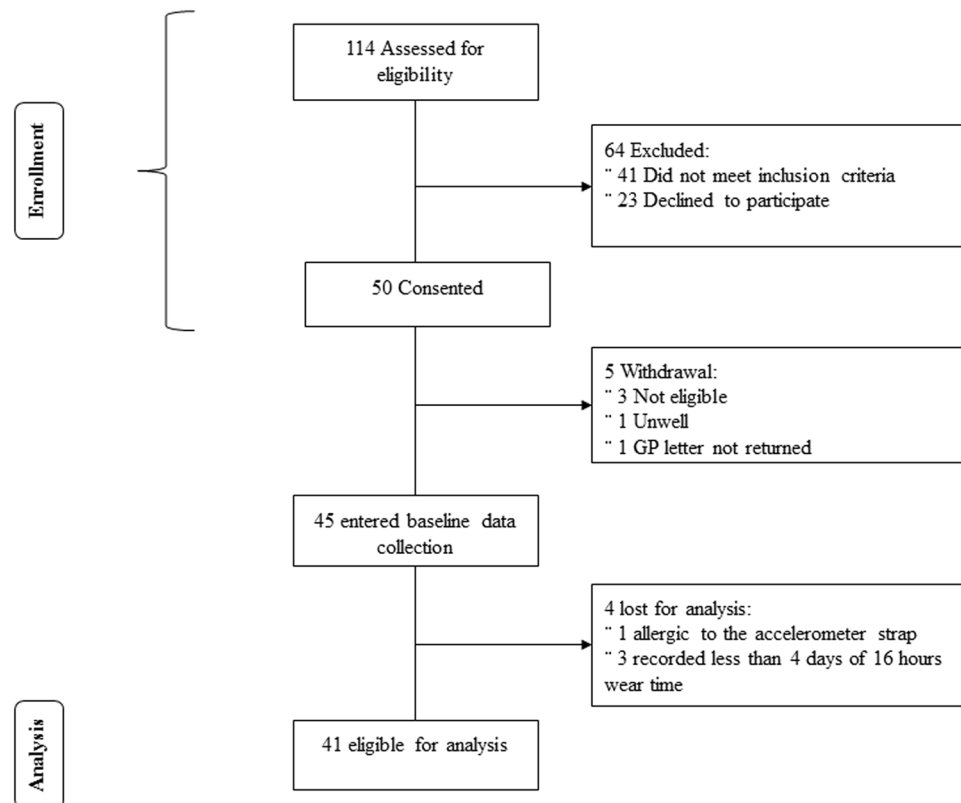 114 Assessed for
eligibility
Enrollment
64 Excluded:
¨ 41 Did not meet inclusion criteria
¨ 23 Declined to participate
50 Consented
5 Withdrawal:
¨ 3 Not eligible
¨ 1 Unwell
¨ 1 GP letter not returned
45 entered baseline data
collection
4 lost for analysis:
¨ 1 allergic to the accelerometer strap
¨ 3 recorded less than 4 days of 16 hours
wear time
41 eligible for analysis
Analysis